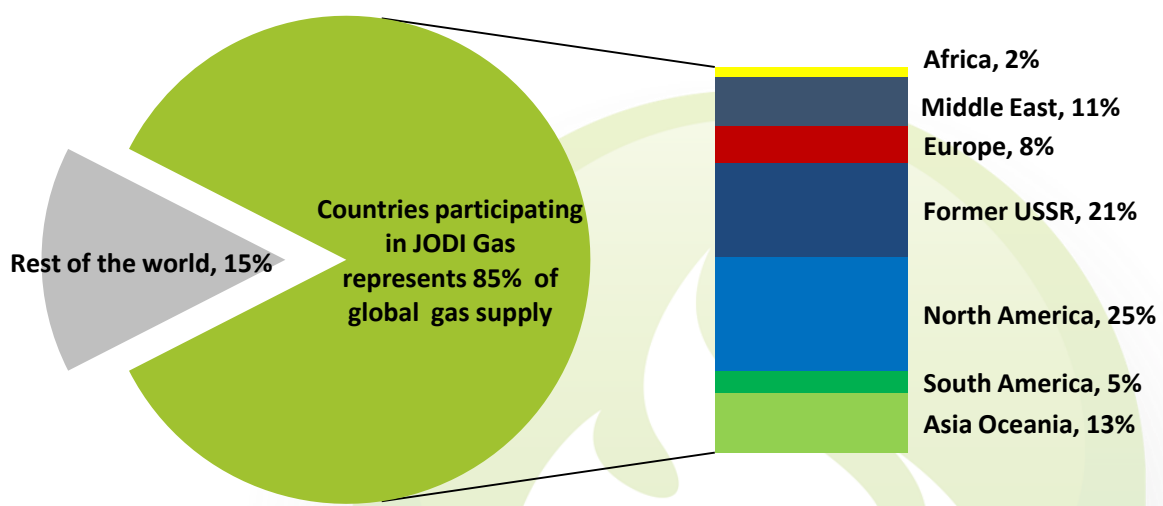 Rest of the world, 15%
Countries participating
in JODI Gas
represents 85% of
global gas supply
Africa, 2%
Middle East, 11%
Europe, 8%
Former USSR, 21%
North America, 25%
South America, 5%
Asia Oceania, 13%